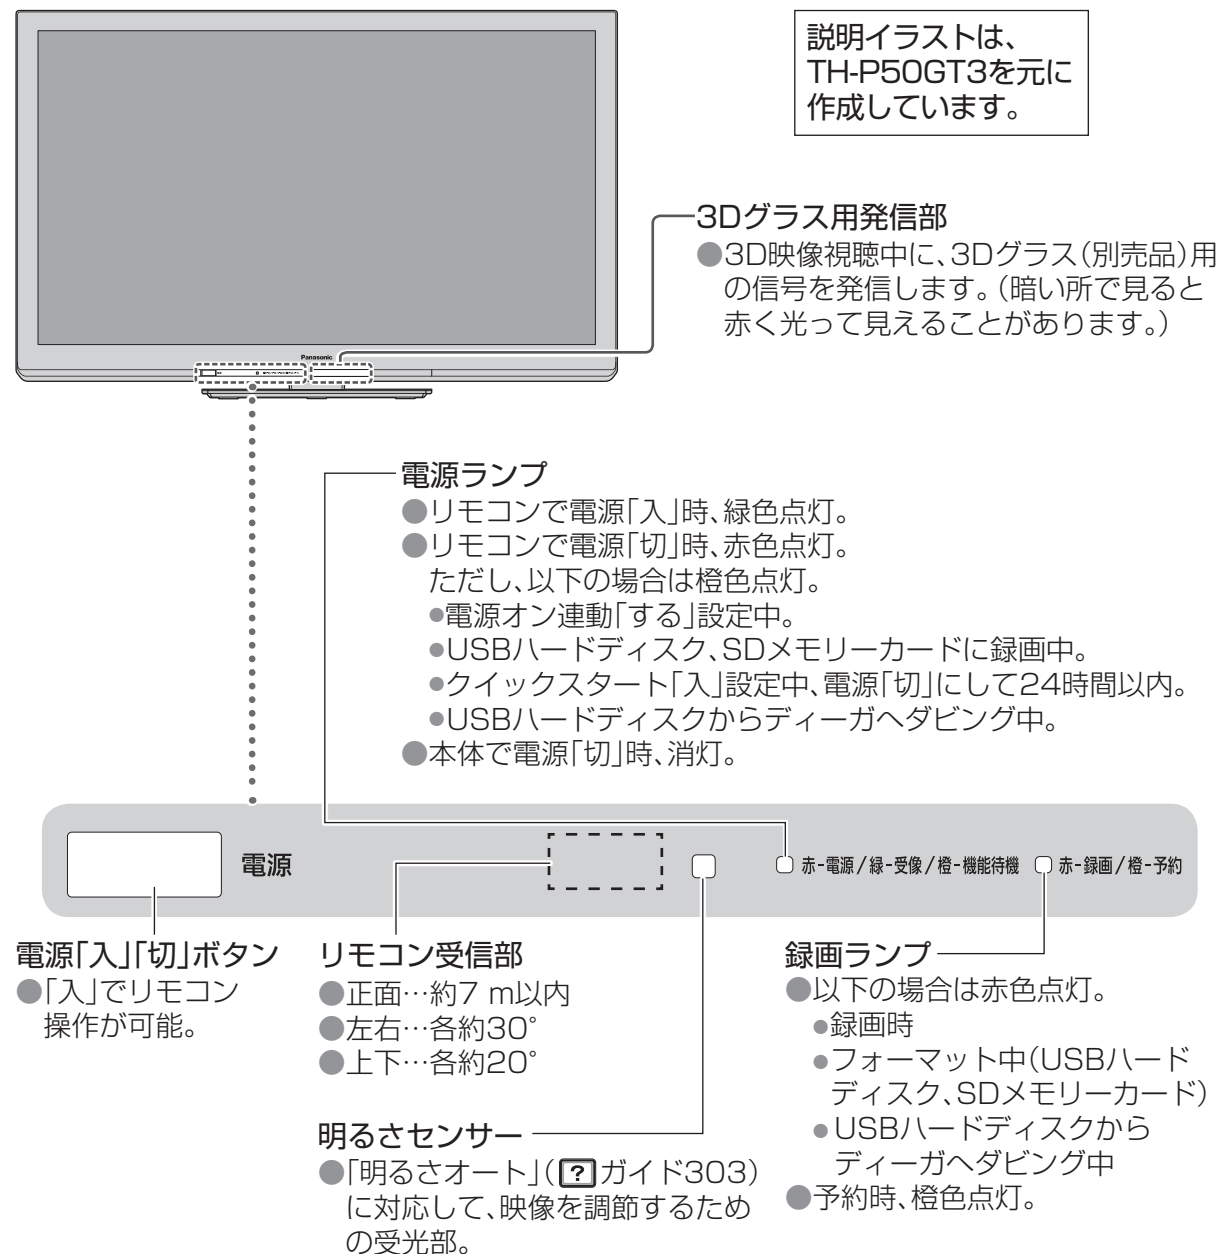 説明イラストは、
TH-P50GT3を元に
作成しています。
3Dグラス用発信部
●3D映像視聴中に、3Dグラス(別売品)用
の信号を発信します。(暗い所で見ると
赤く光って見えることがあります。)
Panasonic
電源ランプ
●リモコンで電源「入」時、緑色点灯。
●リモコンで電源「切」時、赤色点灯。
ただし、以下の場合は橙色点灯。
●電源オン連動「する」設定中。
●USBハードディスク、SDメモリーカードに録画中。
●クイックスタート「入」設定中、電源「切」にして24時間以内。
●USBハードディスクからディーガへダビング中。
●本体で電源「切」時、消灯。
電源
赤-電源/緑-受像/橙-機能待機
赤-録画/橙-予約
電源「入」「切」ボタン
●「入」でリモコン
操作が可能。
リモコン受信部
●正面…約7 m以内
●左右…各約30°
●上下…各約20°
明るさセンサー
●「明るさオート」(?ガイド303)
に対応して、映像を調節するため
の受光部。
録画ランプ
●以下の場合は赤色点灯。
●録画時
●フォーマット中(USBハード
ディスク、SDメモリーカード)
●USBハードディスクから
ディーガへダビング中
●予約時、橙色点灯。